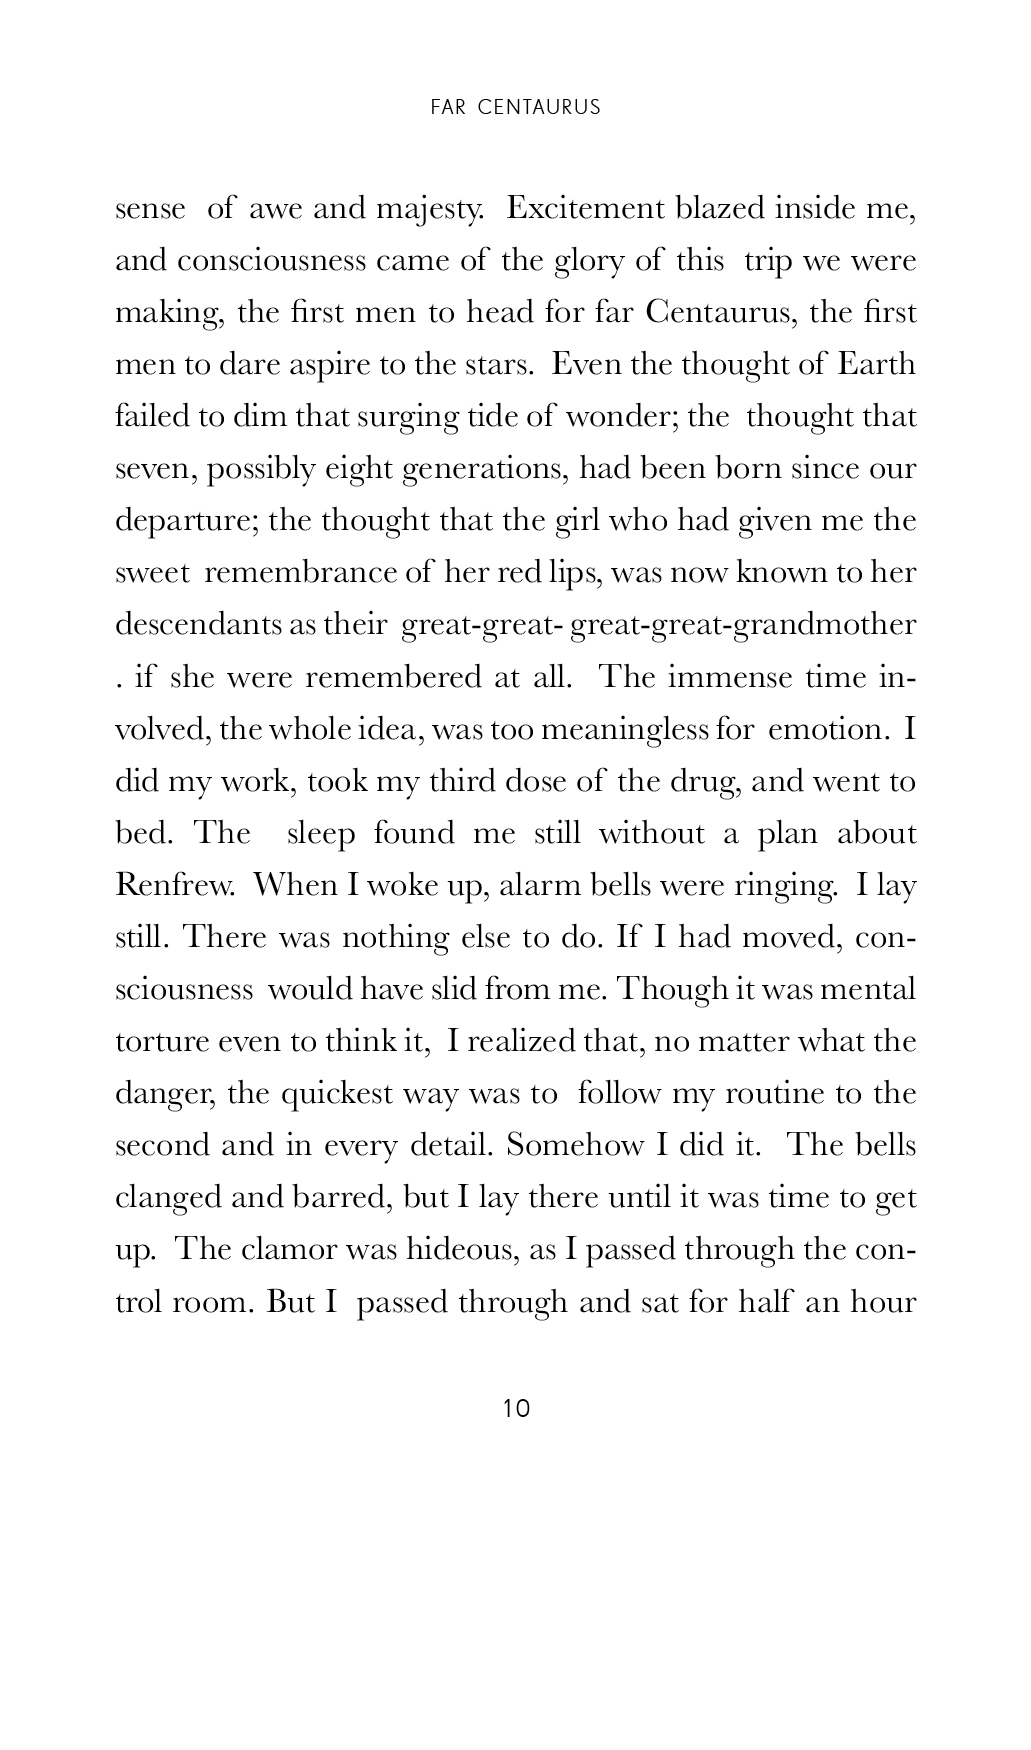 FAR CENTAURUS
sense of awe and majesty. Excitement blazed inside me,
and consciousness came of the glory of this trip we were
making, the first men to head for far Centaurus, the first
men to dare aspire to the stars. Even the thought of Earth
failed to dim that surging tide of wonder; the thought that
seven, possibly eight generations, had been born since our
departure; the thought that the girl who had given me the
sweet remembrance of her red lips, was now known to her
descendants as their great-great- great-great-grandmother
. if she were remembered at all. The immense time in-
volved, the whole idea, was too meaningless for emotion. I
did my work, took my third dose of the drug, and went to
bed. The sleep found me still without a plan about
Renfrew. When I woke up, alarm bells were ringing. I lay
still. There was nothing else to do. If I had moved, con-
sciousness would have slid from me. Though it was mental
torture even to think it, I realized that, no matter what the
danger, the quickest way was to follow my routine to the
second and in every detail. Somehow I did it. The bells
clanged and barred, but I lay there until it was time to get
up. The clamor was hideous, as I passed through the con-
trol room. But I passed through and sat for half an hour
10